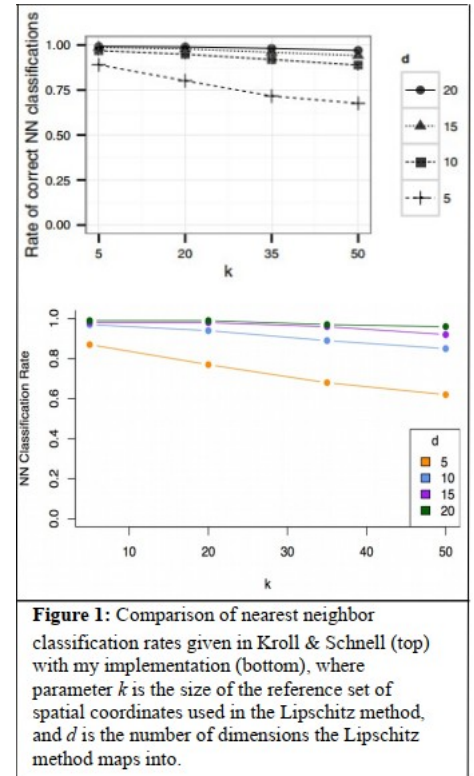 Rate of correct NN classifications
1.00
0.75
0.50
0.25
0.00
5 20 35 50
k
d
20
15
10
5
NN Classification Rate
1.0
0.8
0.6
0.4
0.2
0.0
10 20 30 40 50
k
d
5
10
15
20
Figure 1: Comparison of nearest neighbor
classification rates given in Kroll & Schnell (top)
with my implementation (bottom), where
parameter k is the size of the reference set of
spatial coordinates used in the Lipschitz method,
and d is the number of dimensions the Lipschitz
method maps into.